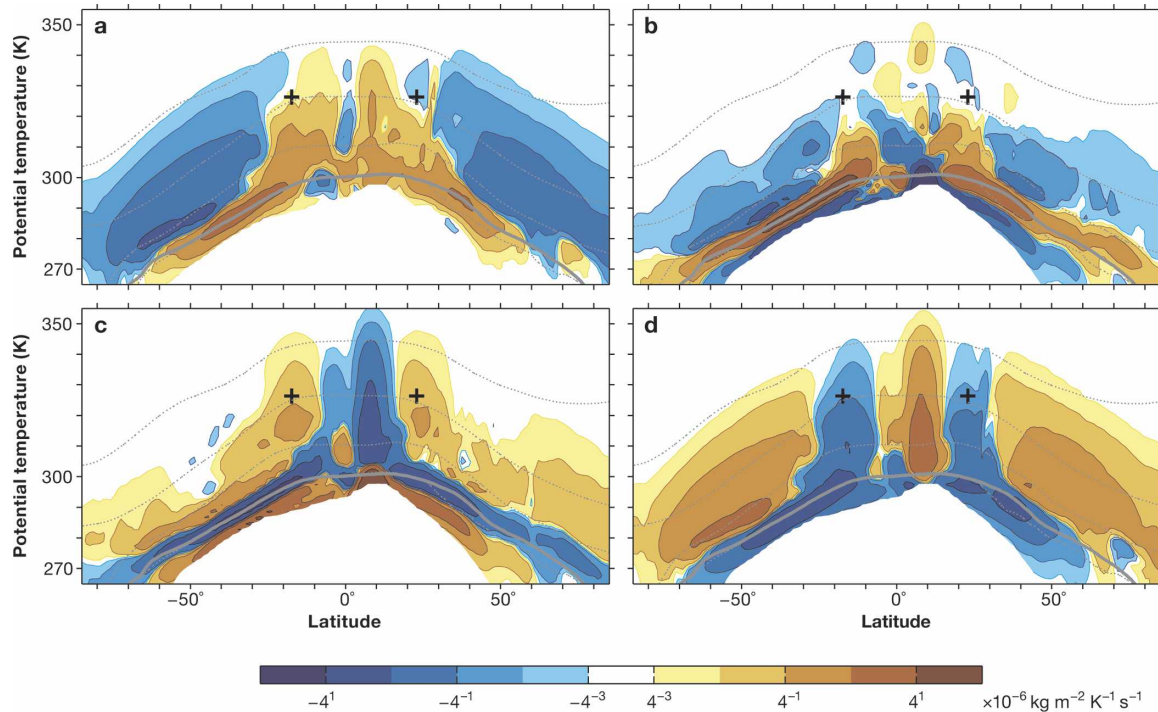 a
b
Potential temperature (K)
350
300
270
c
d
Potential temperature (K)
350
300
270
−50° 0° 50° −50° 0° 50°
Latitude Latitude
−4¹ −4⁻¹ −4⁻³ 4⁻³ 4⁻¹ 4¹ ×10⁻⁶ kg m⁻² K⁻¹ s⁻¹